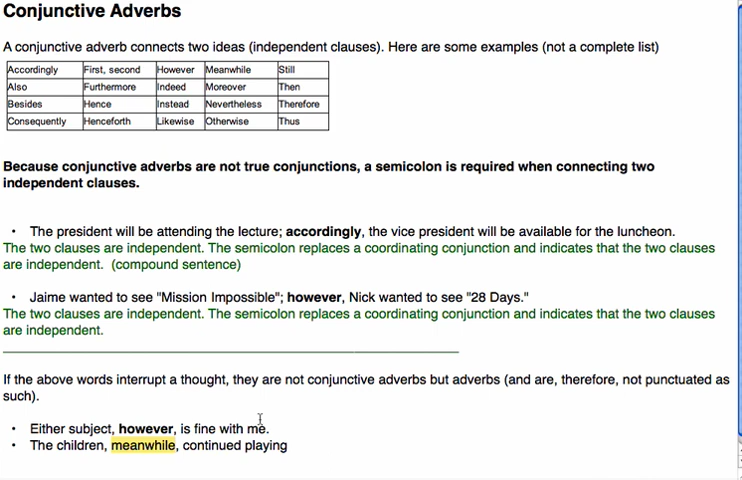 Conjunctive Adverbs
A conjunctive adverb connects two ideas (independent clauses). Here are some examples (not a complete list)
Accordingly First, second However Meanwhile Still
Also Furthermore Indeed Moreover Then
Besides Hence Instead Nevertheless Therefore
Consequently Henceforth Likewise Otherwise Thus
Because conjunctive adverbs are not true conjunctions, a semicolon is required when connecting two
independent clauses.
• The president will be attending the lecture; accordingly, the vice president will be available for the luncheon.
The two clauses are independent. The semicolon replaces a coordinating conjunction and indicates that the two clauses
are independent. (compound sentence)
• Jaime wanted to see "Mission Impossible"; however, Nick wanted to see "28 Days."
The two clauses are independent. The semicolon replaces a coordinating conjunction and indicates that the two clauses
are independent.
If the above words interrupt a thought, they are not conjunctive adverbs but adverbs (and are, therefore, not punctuated as
such).
• Either subject, however, is fine with me.
• The children, meanwhile, continued playing